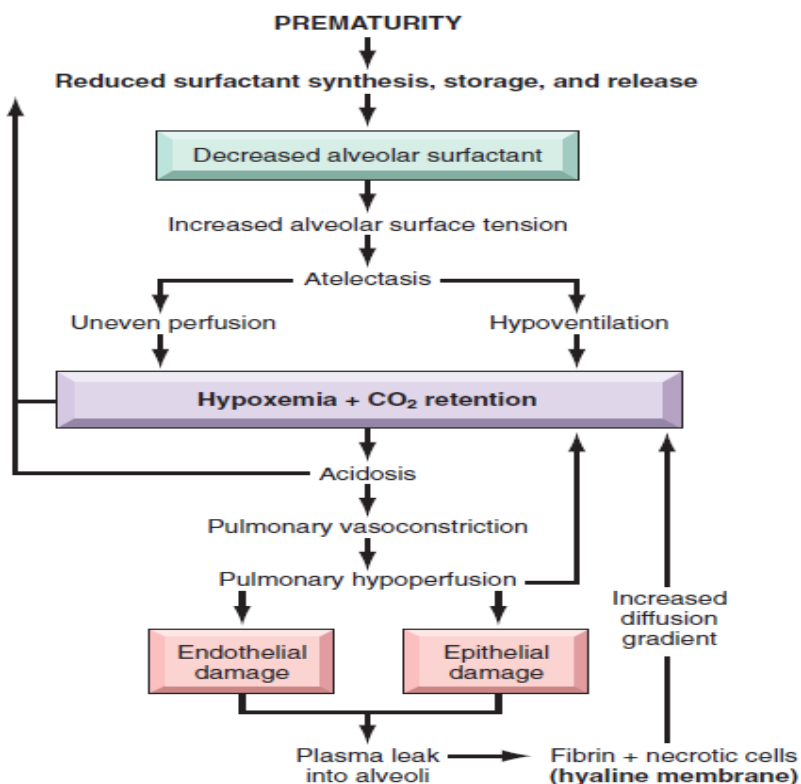 PREMATURITY
Reduced surfactant synthesis, storage, and release
Decreased alveolar surfactant
Increased alveolar surface tension
Atelectasis
Uneven perfusion
Hypoventilation
Hypoxemia + CO₂ retention
Acidosis
Pulmonary vasoconstriction
Pulmonary hypoperfusion
Increased
diffusion
gradient
Endothelial
damage
Epithelial
damage
Plasma leak
into alveoli
Fibrin + necrotic cells
(hyaline membrane)